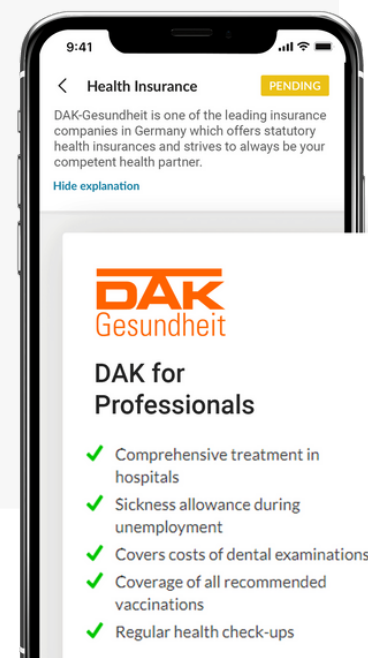 9:41
Health Insurance
PENDING
DAK-Gesundheit is one of the leading insurance
companies in Germany which offers statutory
health insurances and strives to always be your
competent health partner.
Hide explanation
DAK
Gesundheit
DAK for
Professionals
Comprehensive treatment in
hospitals
Sickness allowance during
unemployment
Covers costs of dental examinations
Coverage of all recommended
vaccinations
Regular health check-ups